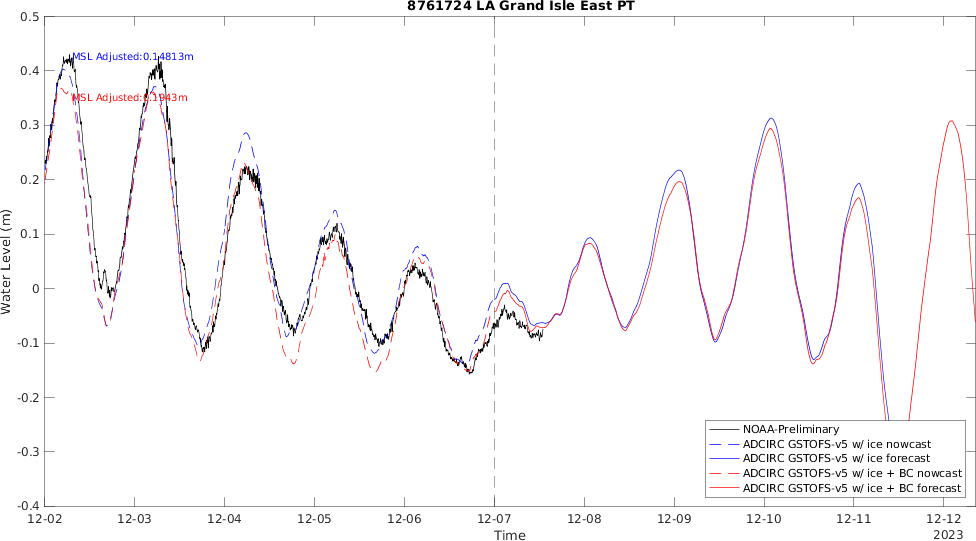 8761724 LA Grand Isle East PT
0.5
0.4
0.3
0.2
0.1
0
-0.1
-0.2
-0.3
-0.4
Water Level (m)
MSL Adjusted:0.14813m
MSL Adjusted:0.1943m
NOAA-Preliminary
ADCIRC GSTOFS-v5 w/ ice nowcast
ADCIRC GSTOFS-v5 w/ ice forecast
ADCIRC GSTOFS-v5 w/ ice + BC nowcast
ADCIRC GSTOFS-v5 w/ ice + BC forecast
12-02 12-03 12-04 12-05 12-06 12-07 12-08 12-09 12-10 12-11 12-12
Time
2023